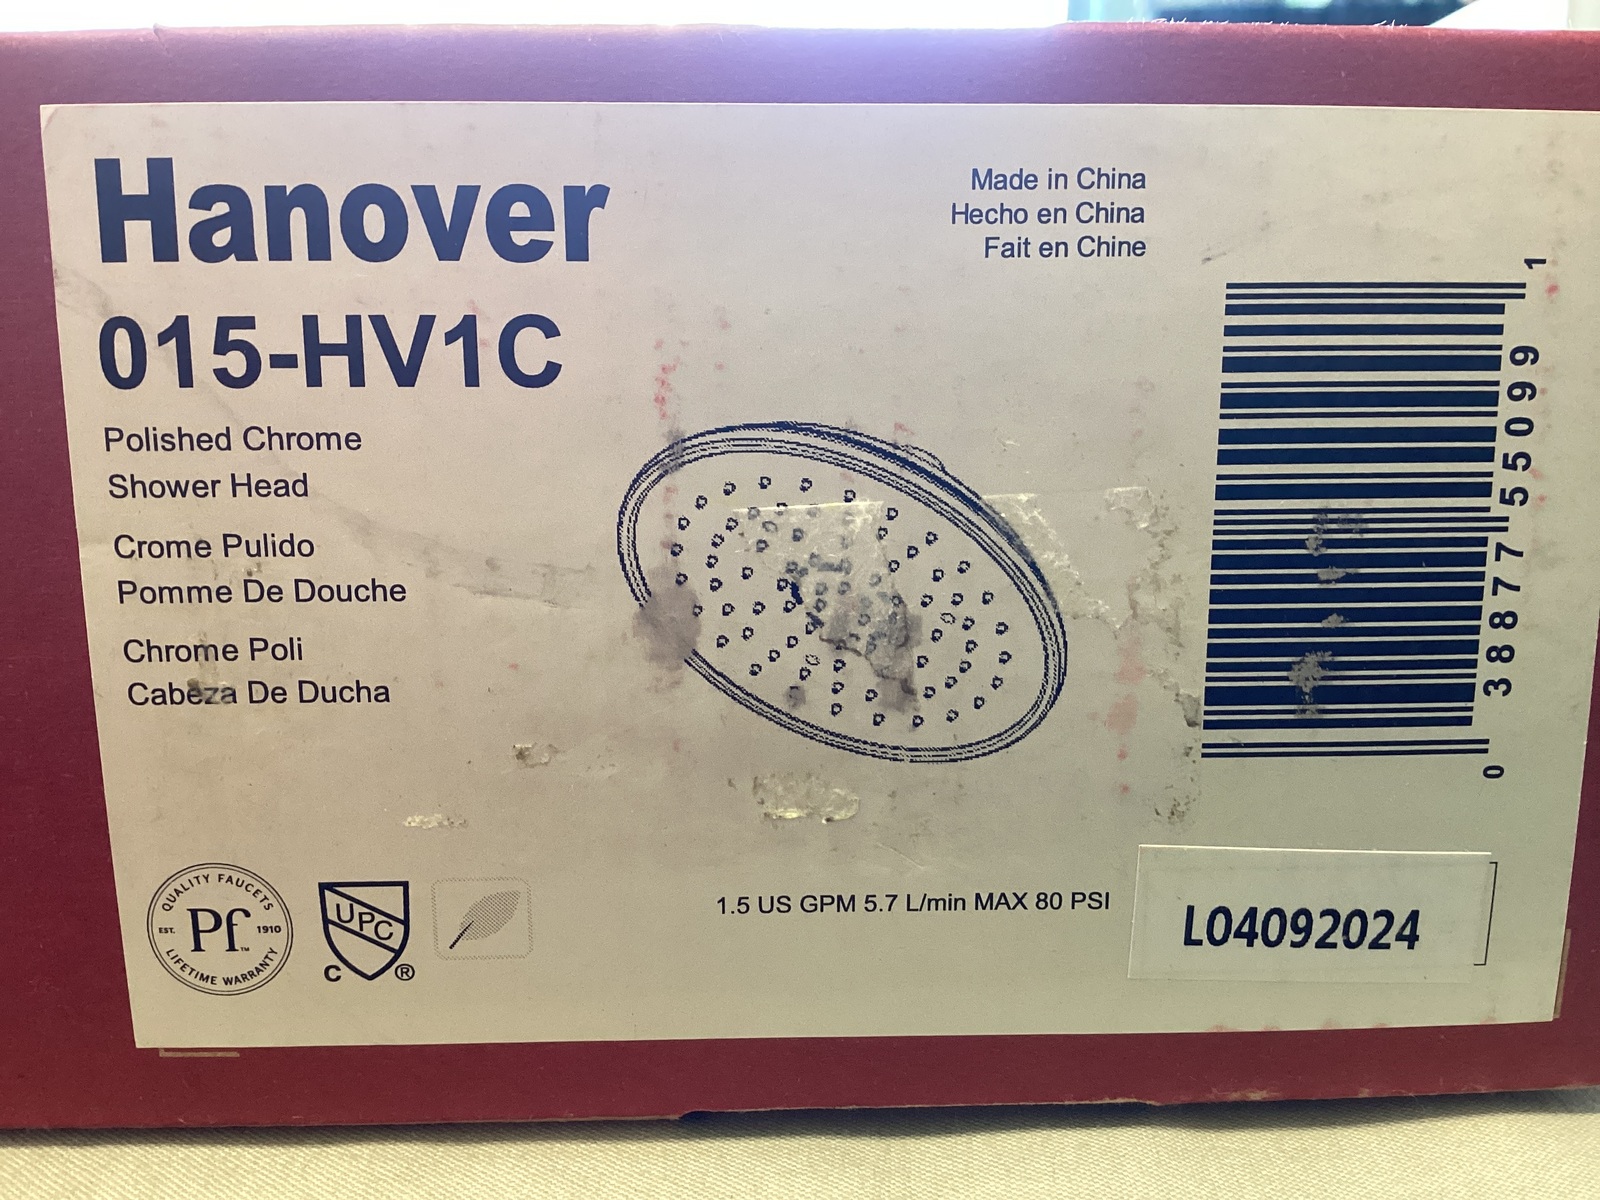 Hanover
015-HV1C
Polished Chrome
Shower Head
Crome Pulido
Pomme De Douche
Chrome Poli
Cabeza De Ducha
Made in China
Hecho en China
Fait en Chine
0 38877 55099 1
QUALITY FAUCETS
EST. Pf™ 1910
LIFETIME WARRANTY
UPC
C ®
1.5 US GPM 5.7 L/min MAX 80 PSI
L04092024